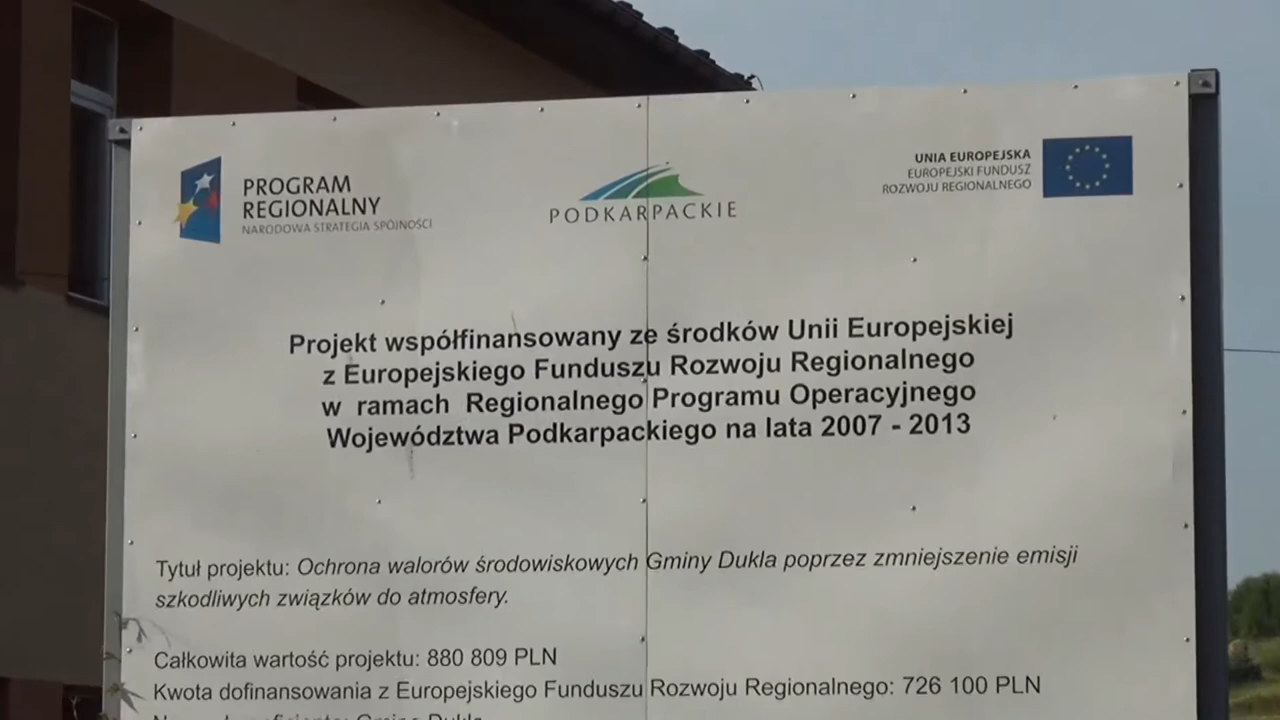 PROGRAM
REGIONALNY
NARODOWA STRATEGIA SPÓJNOŚCI
PODKARPACKIE
UNIA EUROPEJSKA
EUROPEJSKI FUNDUSZ
ROZWOJU REGIONALNEGO
Projekt współfinansowany ze środków Unii Europejskiej
z Europejskiego Funduszu Rozwoju Regionalnego
w ramach Regionalnego Programu Operacyjnego
Województwa Podkarpackiego na lata 2007 - 2013
Tytuł projektu: Ochrona walorów środowiskowych Gminy Dukla poprzez zmniejszenie emisji
szkodliwych związków do atmosfery.
Całkowita wartość projektu: 880 809 PLN
Kwota dofinansowania z Europejskiego Funduszu Rozwoju Regionalnego: 726 100 PLN
Gmina Dukla